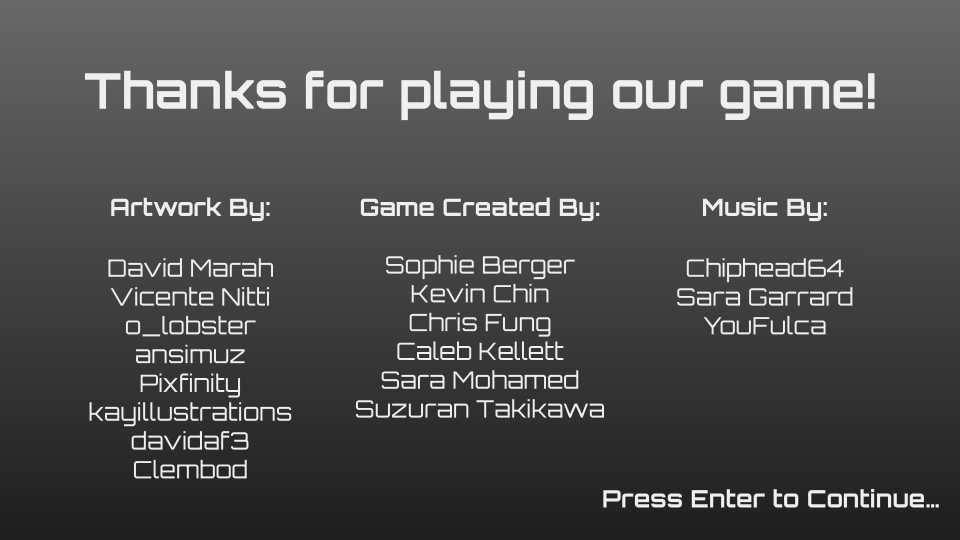 Thanks for playing our game!
Artwork By:
David Marah
Vicente Nitti
o_lobster
ansimuz
Pixfinity
kayillustrations
davidaf3
Clembod
Game Created By:
Sophie Berger
Kevin Chin
Chris Fung
Caleb Kellett
Sara Mohamed
Suzuran Takikawa
Music By:
Chiphead64
Sara Garrard
YouFulca
Press Enter to Continue...